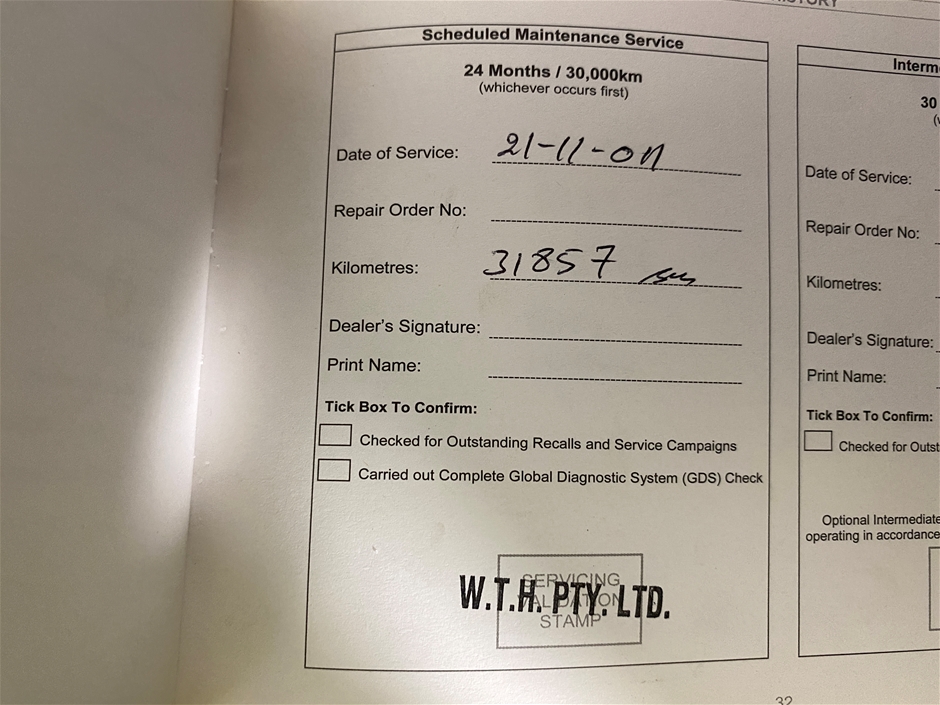 HISTORY
Scheduled Maintenance Service
24 Months / 30,000km
(whichever occurs first)
Date of Service: 21-11-
Repair Order No:
Kilometres: 31857
Dealer's Signature:
Print Name:
Tick Box To Confirm:
Checked for Outstanding Recalls and Service Campaigns
Carried out Complete Global Diagnostic System (GDS) Check
SERVICING
VALIDATION
STAMP
W.T.H. PTY. LTD.
Interm
30
Date of Service:
Repair Order No:
Kilometres:
Dealer's Signature:
Print Name:
Tick Box To Confirm:
Checked for Outst
Optional Intermediate
operating in accordance
32